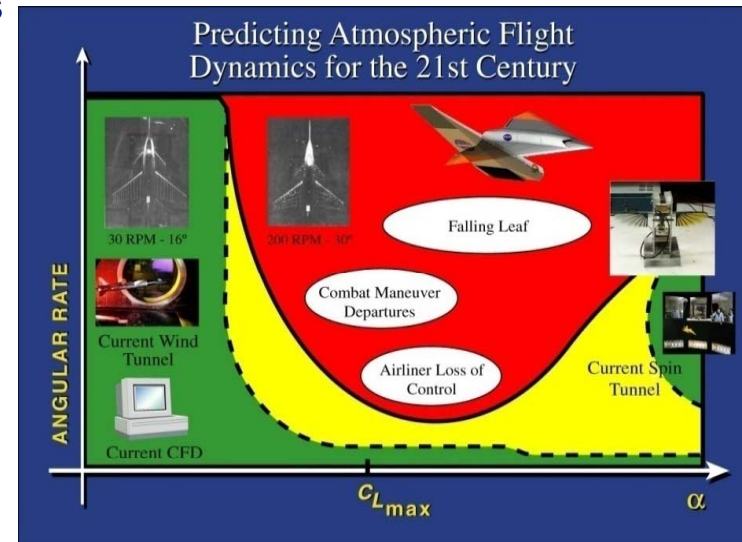 Predicting Atmospheric Flight
Dynamics for the 21st Century
30 RPM - 16º
200 RPM - 30º
Falling Leaf
Combat Maneuver
Departures
Airliner Loss of
Control
Current Wind
Tunnel
Current CFD
Current Spin
Tunnel
ANGULAR RATE
CLmax
α